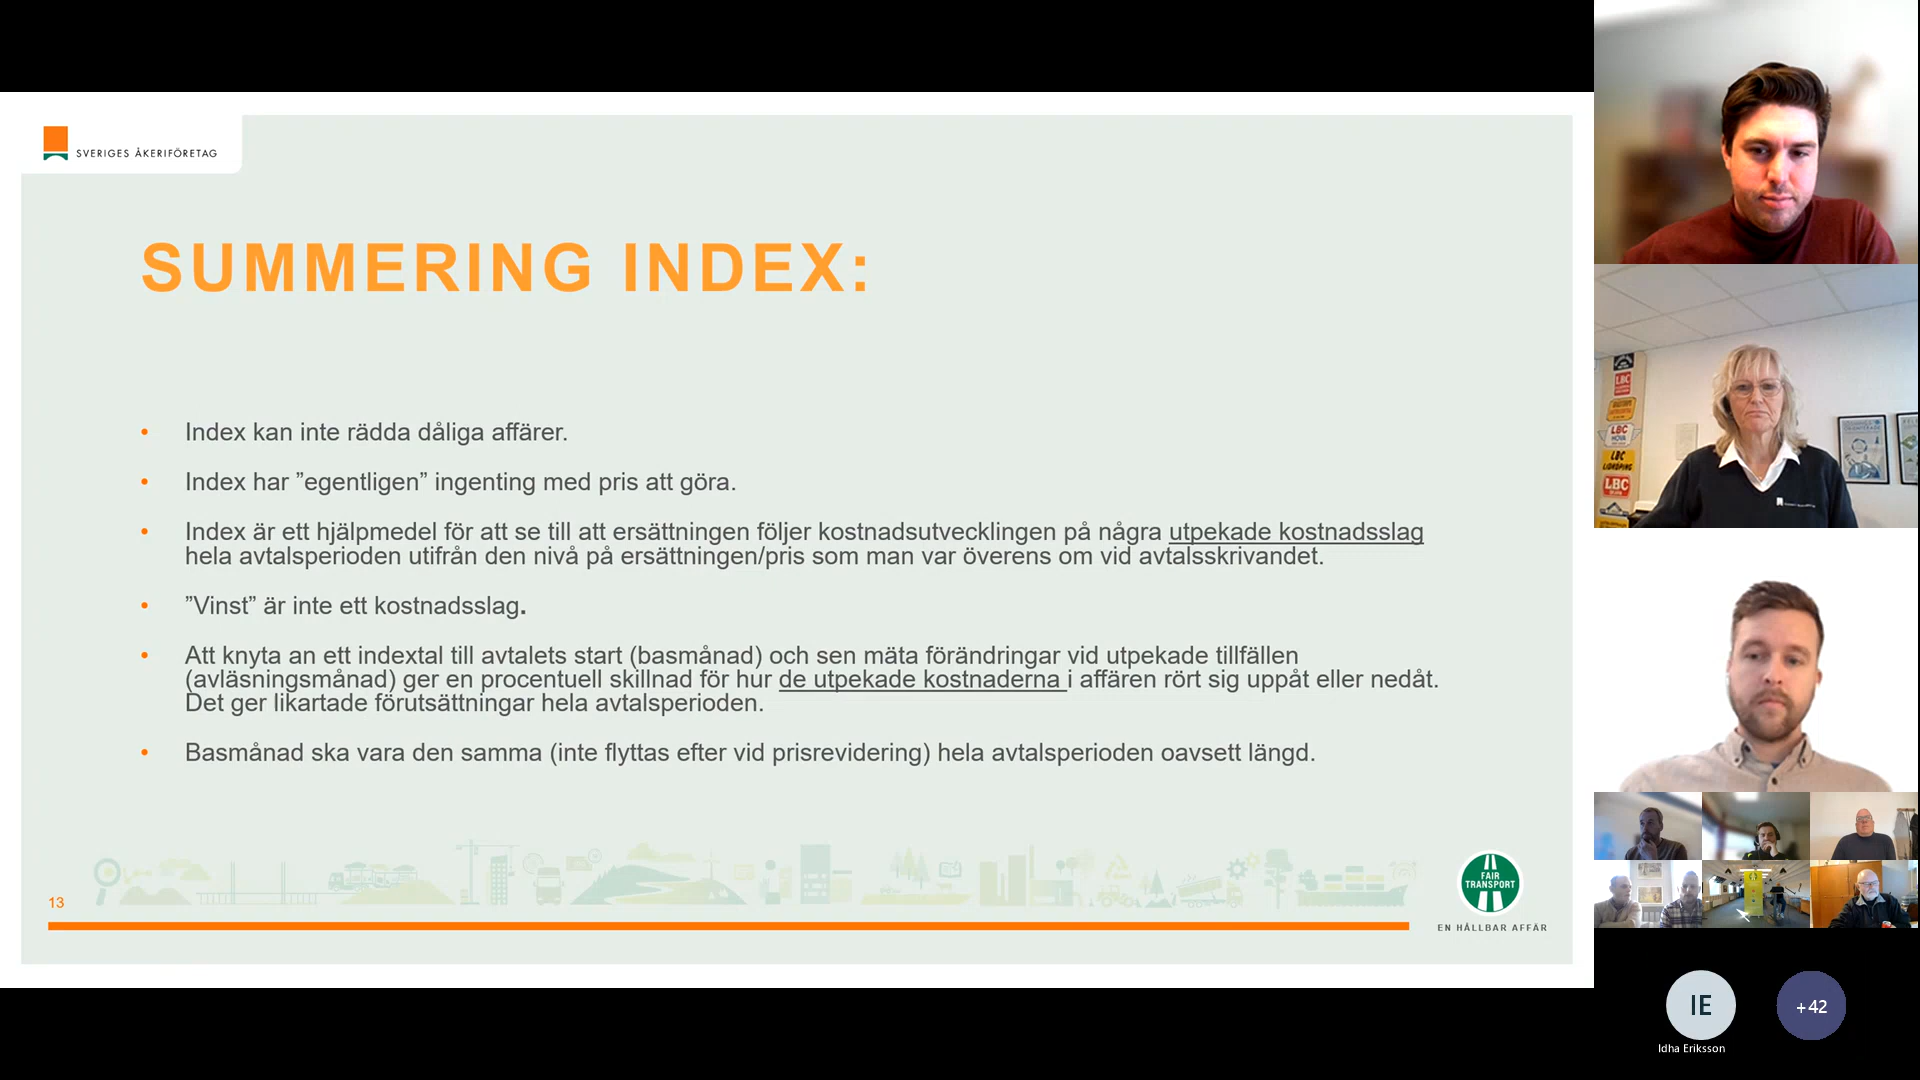 SVERIGES ÅKERIFÖRETAG
SUMMERING INDEX:
• Index kan inte rädda dåliga affärer.
• Index har ”egentligen” ingenting med pris att göra.
• Index är ett hjälpmedel för att se till att ersättningen följer kostnadsutvecklingen på några utpekade kostnadsslag
hela avtalsperioden utifrån den nivå på ersättningen/pris som man var överens om vid avtalsskrivandet.
• ”Vinst” är inte ett kostnadsslag.
• Att knyta an ett indextal till avtalets start (basmånad) och sen mäta förändringar vid utpekade tillfällen
(avläsningsmånad) ger en procentuell skillnad för hur de utpekade kostnaderna i affären rört sig uppåt eller nedåt.
Det ger likartade förutsättningar hela avtalsperioden.
• Basmånad ska vara den samma (inte flyttas efter vid prisrevidering) hela avtalsperioden oavsett längd.
13
FAIR
TRANSPORT
EN HÅLLBAR AFFÄR
LBC
LBC
LBC
LIDKÖPING
LBC
IE
+42
Idha Eriksson